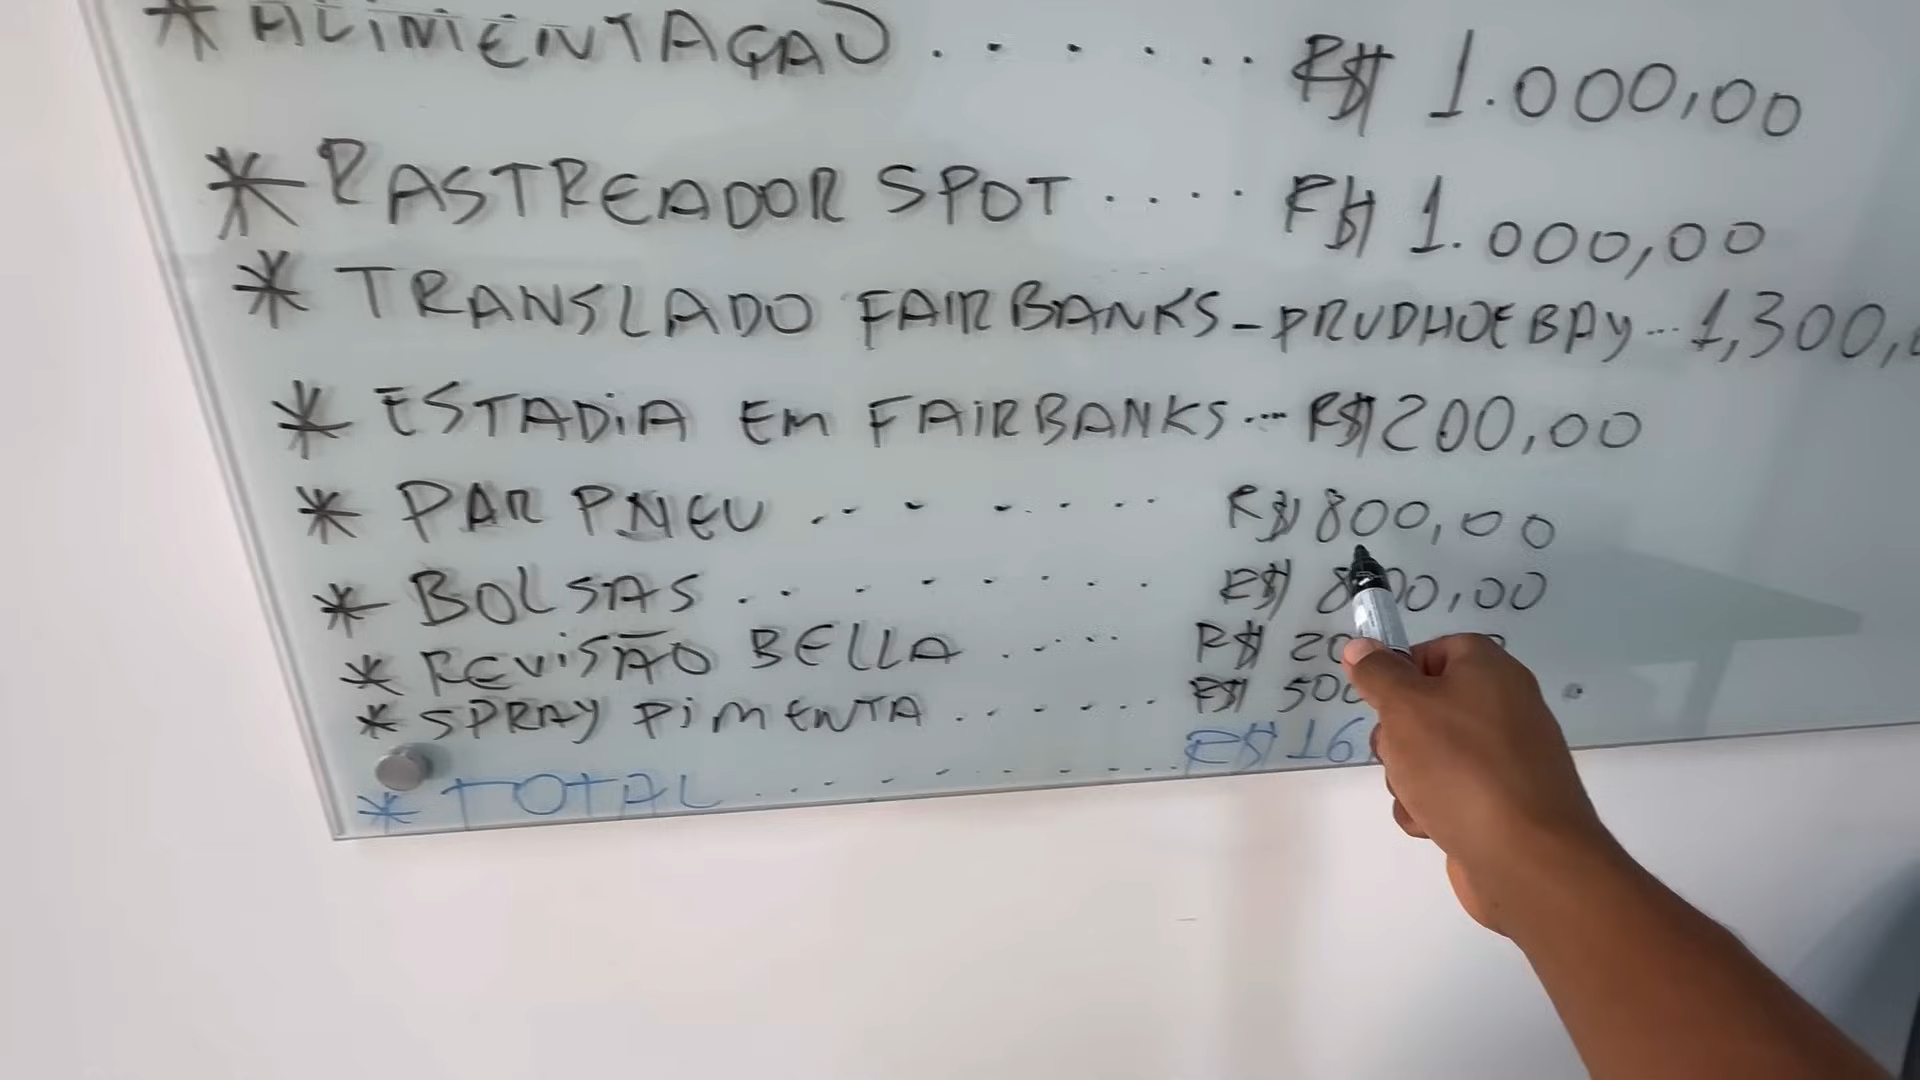 * ALIMENTAÇÃO . . . . . . R$ 1.000,00
* RASTREADOR SPOT . . . . R$ 1.000,00
* TRANSLADO FAIRBANKS-PRUDHOE BAY ... 1,300,
* ESTADIA EM FAIRBANKS ... R$ 200,00
* PAR PNEU . . . . . . . R$ 800,00
* BOLSAS . . . . . . . R$ 800,00
* REVISÃO BELLA . . . . . R$ 20
* SPRAY PIMENTA . . . . . . R$ 500
* TOTAL . . . . . . . . R$ 16